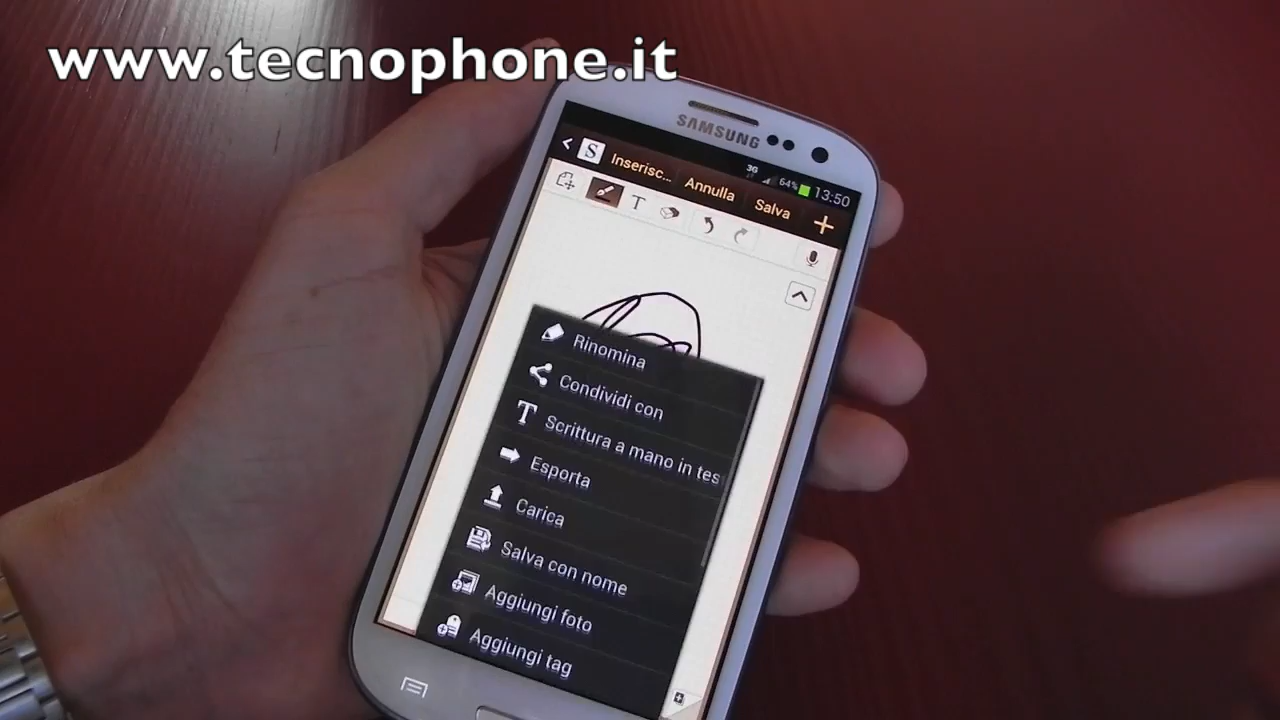 www.tecnophone.it
SAMSUNG
3G 64% 13:50
S Inserisc... Annulla Salva +
T
Rinomina
Condividi con
T Scrittura a mano in tes
Esporta
Carica
Salva con nome
Aggiungi foto
Aggiungi tag